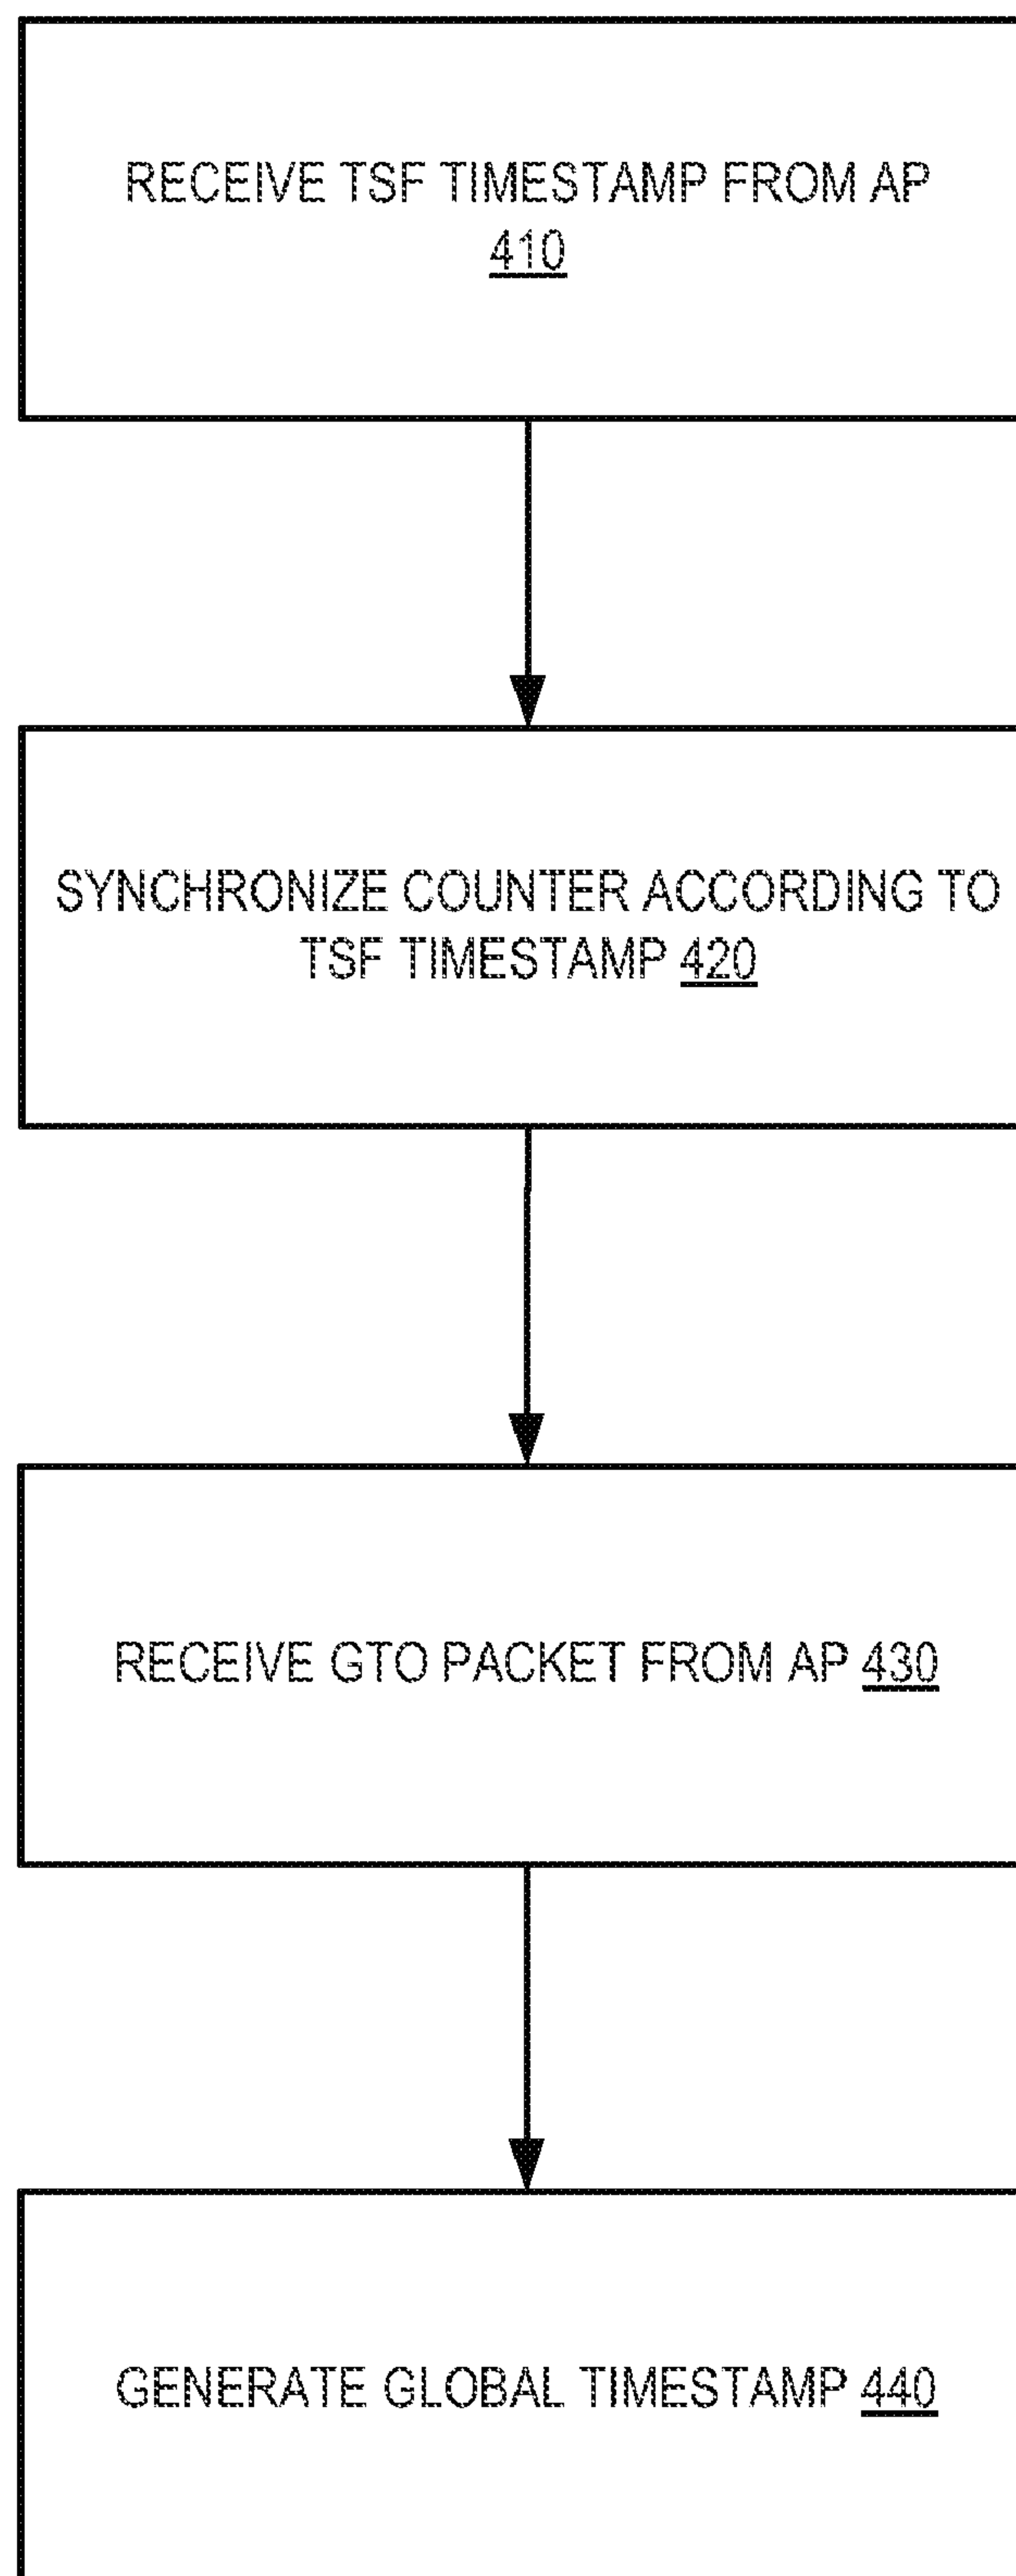 RECEIVE TSF TIMESTAMP FROM AP
410
SYNCHRONIZE COUNTER ACCORDING TO
TSF TIMESTAMP 420
RECEIVE GTO PACKET FROM AP 430
GENERATE GLOBAL TIMESTAMP 440